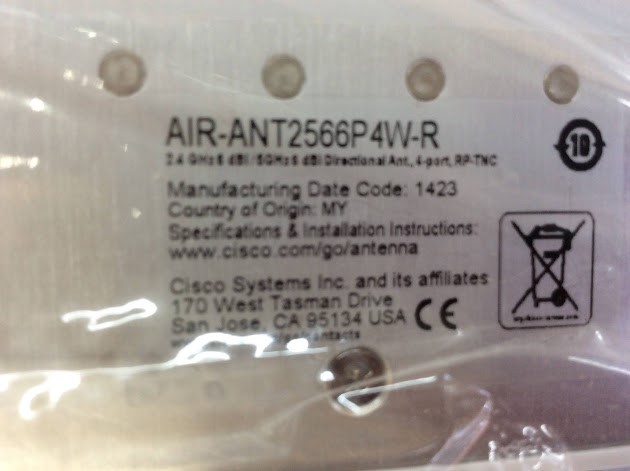 AIR-ANT2566P4W-R
2.4 GHz 6 dBi /5GHz 6 dBi Directional Ant., 4-port, RP-TNC
10
Manufacturing Date Code: 1423
Country of Origin: MY
Specifications & Installation Instructions:
www.cisco.com/go/antenna
Cisco Systems Inc. and its affiliates
170 West Tasman Drive
San Jose, CA 95134 USA CE